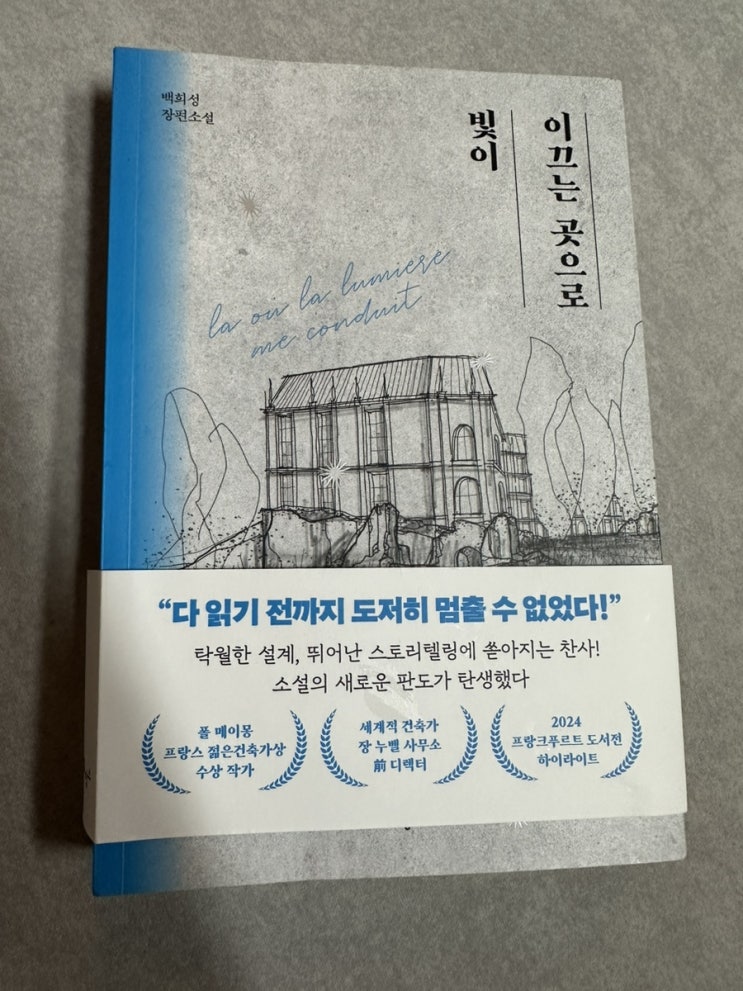 백희성
장편소설
빛이
이끄는 곳으로
la ou la lumiere
me conduit
“다 읽기 전까지 도저히 멈출 수 없었다!”
탁월한 설계, 뛰어난 스토리텔링에 쏟아지는 찬사!
소설의 새로운 판도가 탄생했다
폴 메이몽
프랑스 젊은건축가상
수상 작가
세계적 건축가
장 누벨 사무소
前 디렉터
2024
프랑크푸르트 도서전
하이라이트